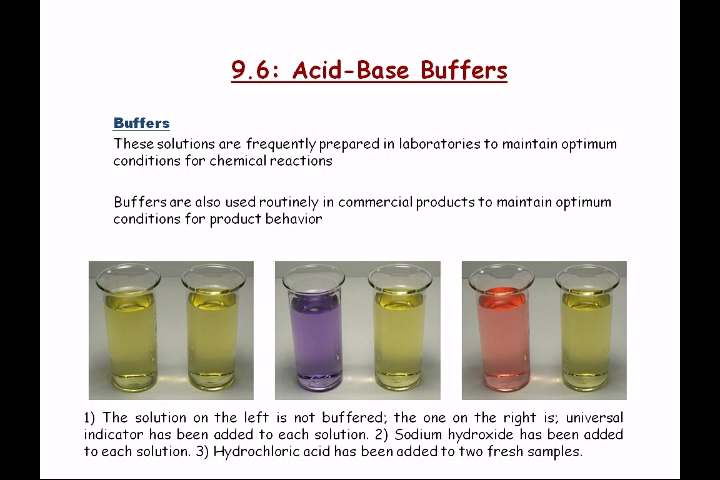 9.6: Acid-Base Buffers
Buffers
These solutions are frequently prepared in laboratories to maintain optimum
conditions for chemical reactions
Buffers are also used routinely in commercial products to maintain optimum
conditions for product behavior
1) The solution on the left is not buffered; the one on the right is; universal
indicator has been added to each solution. 2) Sodium hydroxide has been added
to each solution. 3) Hydrochloric acid has been added to two fresh samples.